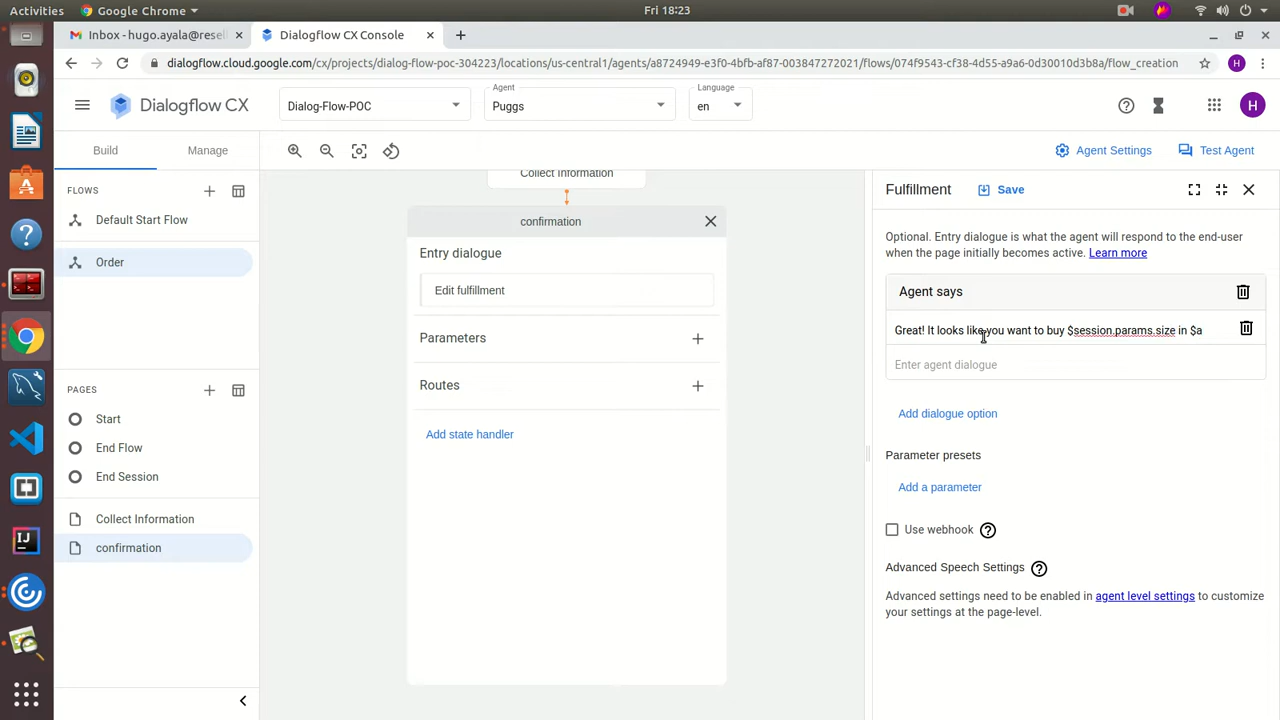 Activities
Google Chrome
Fri 18:23
Inbox - hugo.ayala@resell
Dialogflow CX Console
dialogflow.cloud.google.com/cx/projects/dialog-flow-poc-304223/locations/us-central1/agents/a8724949-e3f0-4bfb-af87-003847272021/flows/074f9543-cf38-4d55-a9a6-0d30010d3b8a/flow_creation
H
Dialogflow CX
Dialog-Flow-POC
Agent
Puggs
Language
en
H
Build
Manage
Agent Settings
Test Agent
FLOWS
Default Start Flow
Order
PAGES
Start
End Flow
End Session
Collect Information
confirmation
Collect Information
confirmation
Entry dialogue
Edit fulfillment
Parameters
Routes
Add state handler
Fulfillment
Save
Optional. Entry dialogue is what the agent will respond to the end-user
when the page initially becomes active. Learn more
Agent says
Great! It looks like you want to buy $session.params.size in $a
Enter agent dialogue
Add dialogue option
Parameter presets
Add a parameter
Use webhook
Advanced Speech Settings
Advanced settings need to be enabled in agent level settings to customize
your settings at the page-level.